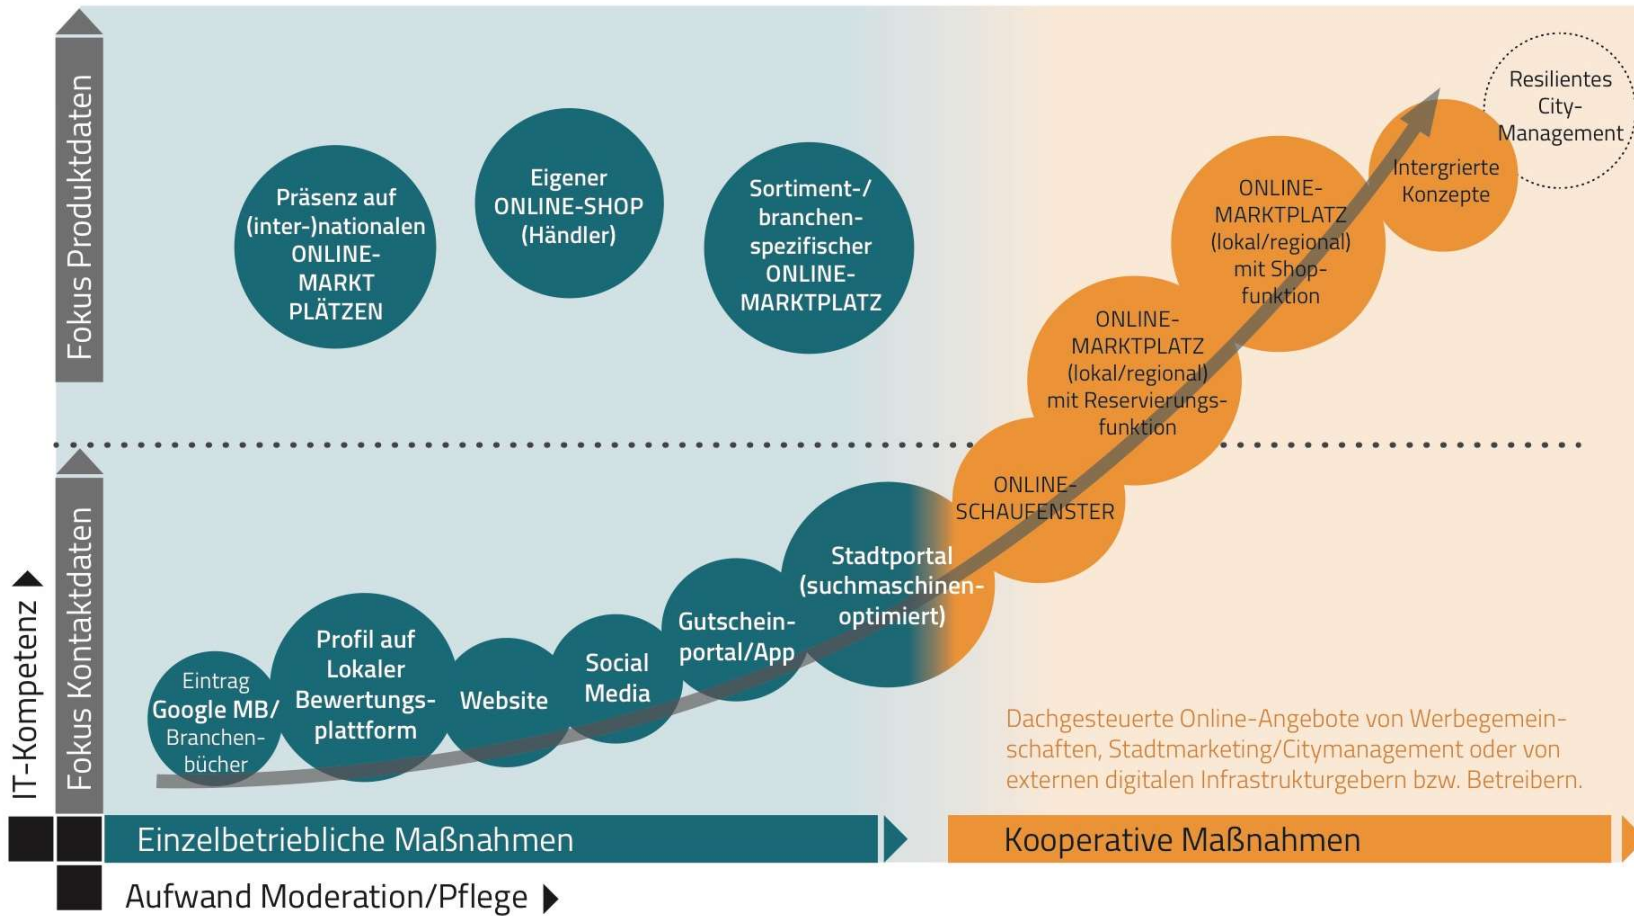 Fokus Produktdaten
Präsenz auf
(inter-)nationalen
ONLINE-
MARKT
PLÄTZEN
Eigener
ONLINE-SHOP
(Händler)
Sortiment-/
branchen-
spezifischer
ONLINE-
MARKTPLATZ
ONLINE-
MARKTPLATZ
(lokal/regional)
mit Shop-
funktion
Intergrierte
Konzepte
Resilientes
City-
Management
ONLINE-
MARKTPLATZ
(lokal/regional)
mit Reservierungs-
funktion
IT-Kompetenz
Fokus Kontaktdaten
Eintrag
Google MB/
Branchen-
bücher
Profil auf
Lokaler
Bewertungs-
plattform
Website
Social
Media
Gutschein-
portal/App
Stadtportal
(suchmaschinen-
optimiert)
ONLINE-
SCHAUFENSTER
Dachgesteuerte Online-Angebote von Werbegemein-
schaften, Stadtmarketing/Citymanagement oder von
externen digitalen Infrastrukturgebern bzw. Betreibern.
Einzelbetriebliche Maßnahmen
Kooperative Maßnahmen
Aufwand Moderation/Pflege